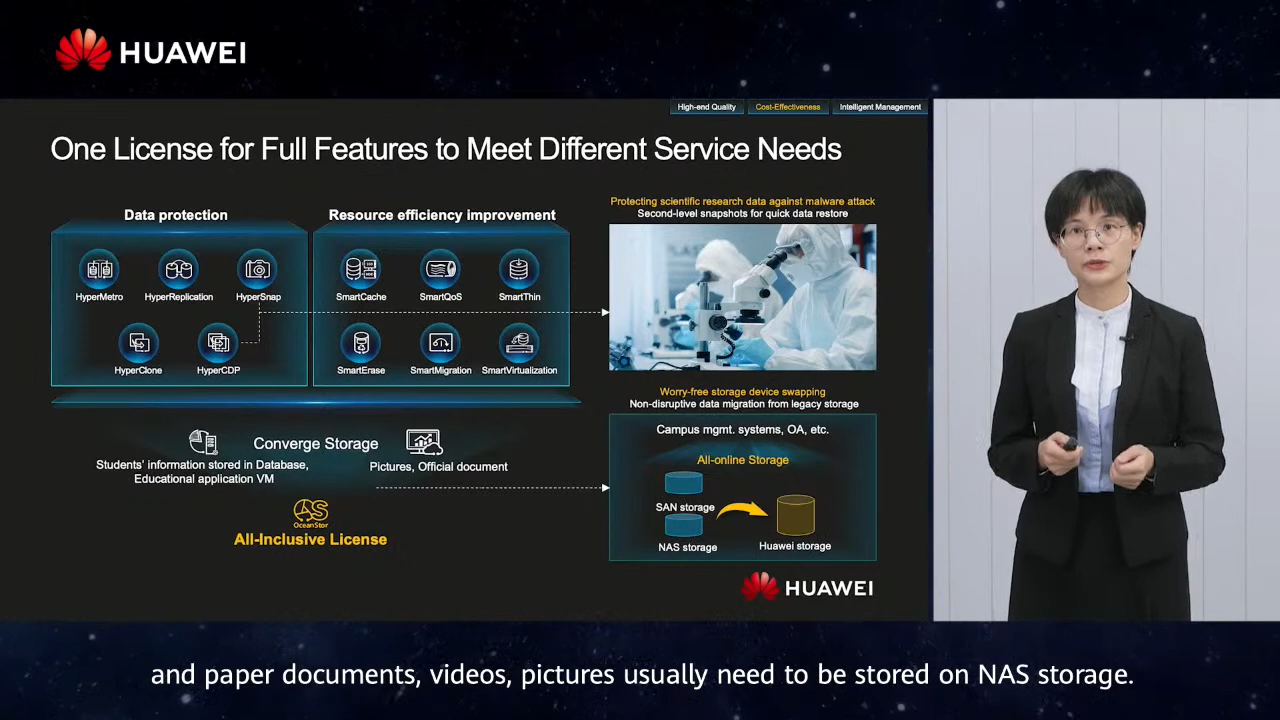 HUAWEI
High-end Quality
Cost-Effectiveness
Intelligent Management
One License for Full Features to Meet Different Service Needs
Data protection
HyperMetro
HyperReplication
HyperSnap
HyperClone
HyperCDP
Resource efficiency improvement
SmartCache
SmartQoS
SmartThin
SmartErase
SmartMigration
SmartVirtualization
Protecting scientific research data against malware attack
Second-level snapshots for quick data restore
Converge Storage
Students' information stored in Database,
Educational application VM
Pictures, Official document
OceanStor
All-Inclusive License
Worry-free storage device swapping
Non-disruptive data migration from legacy storage
Campus mgmt. systems, OA, etc.
All-online Storage
SAN storage
NAS storage
Huawei storage
HUAWEI
and paper documents, videos, pictures usually need to be stored on NAS storage.